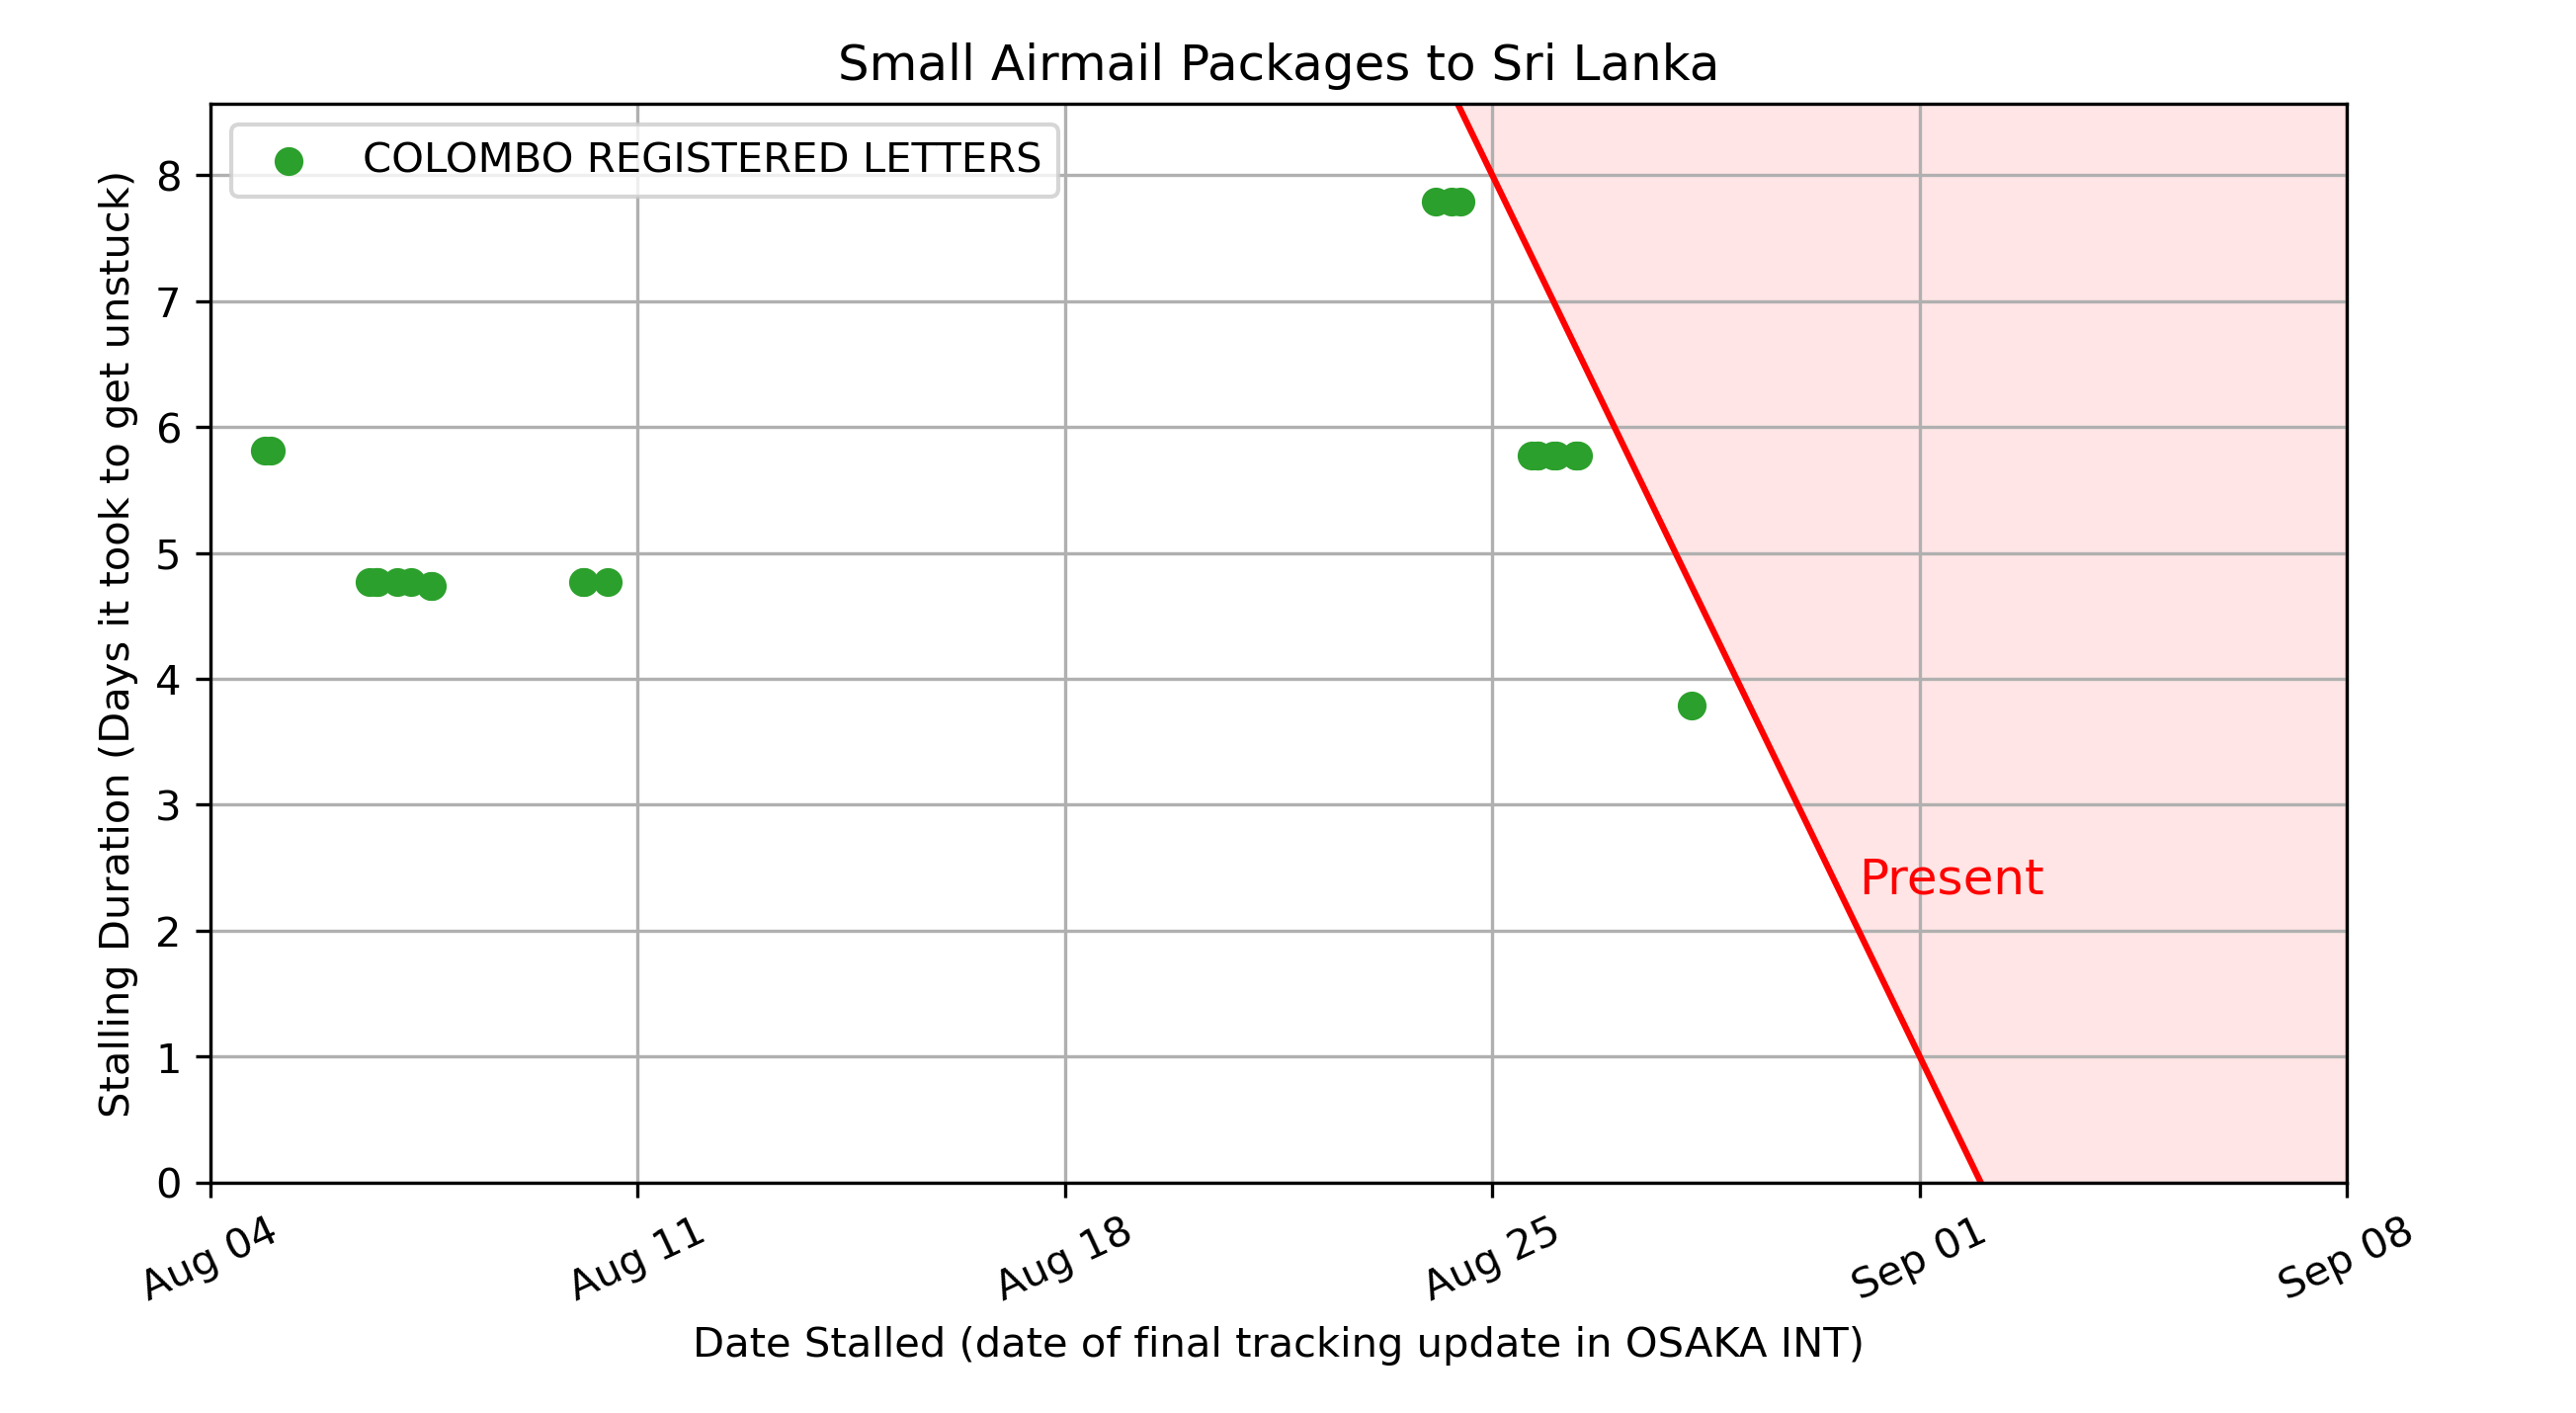 Small Airmail Packages to Sri Lanka
COLOMBO REGISTERED LETTERS
Stalling Duration (Days it took to get unstuck)
8
7
6
5
4
3
2
1
0
Present
Aug 04
Aug 11
Aug 18
Aug 25
Sep 01
Sep 08
Date Stalled (date of final tracking update in OSAKA INT)